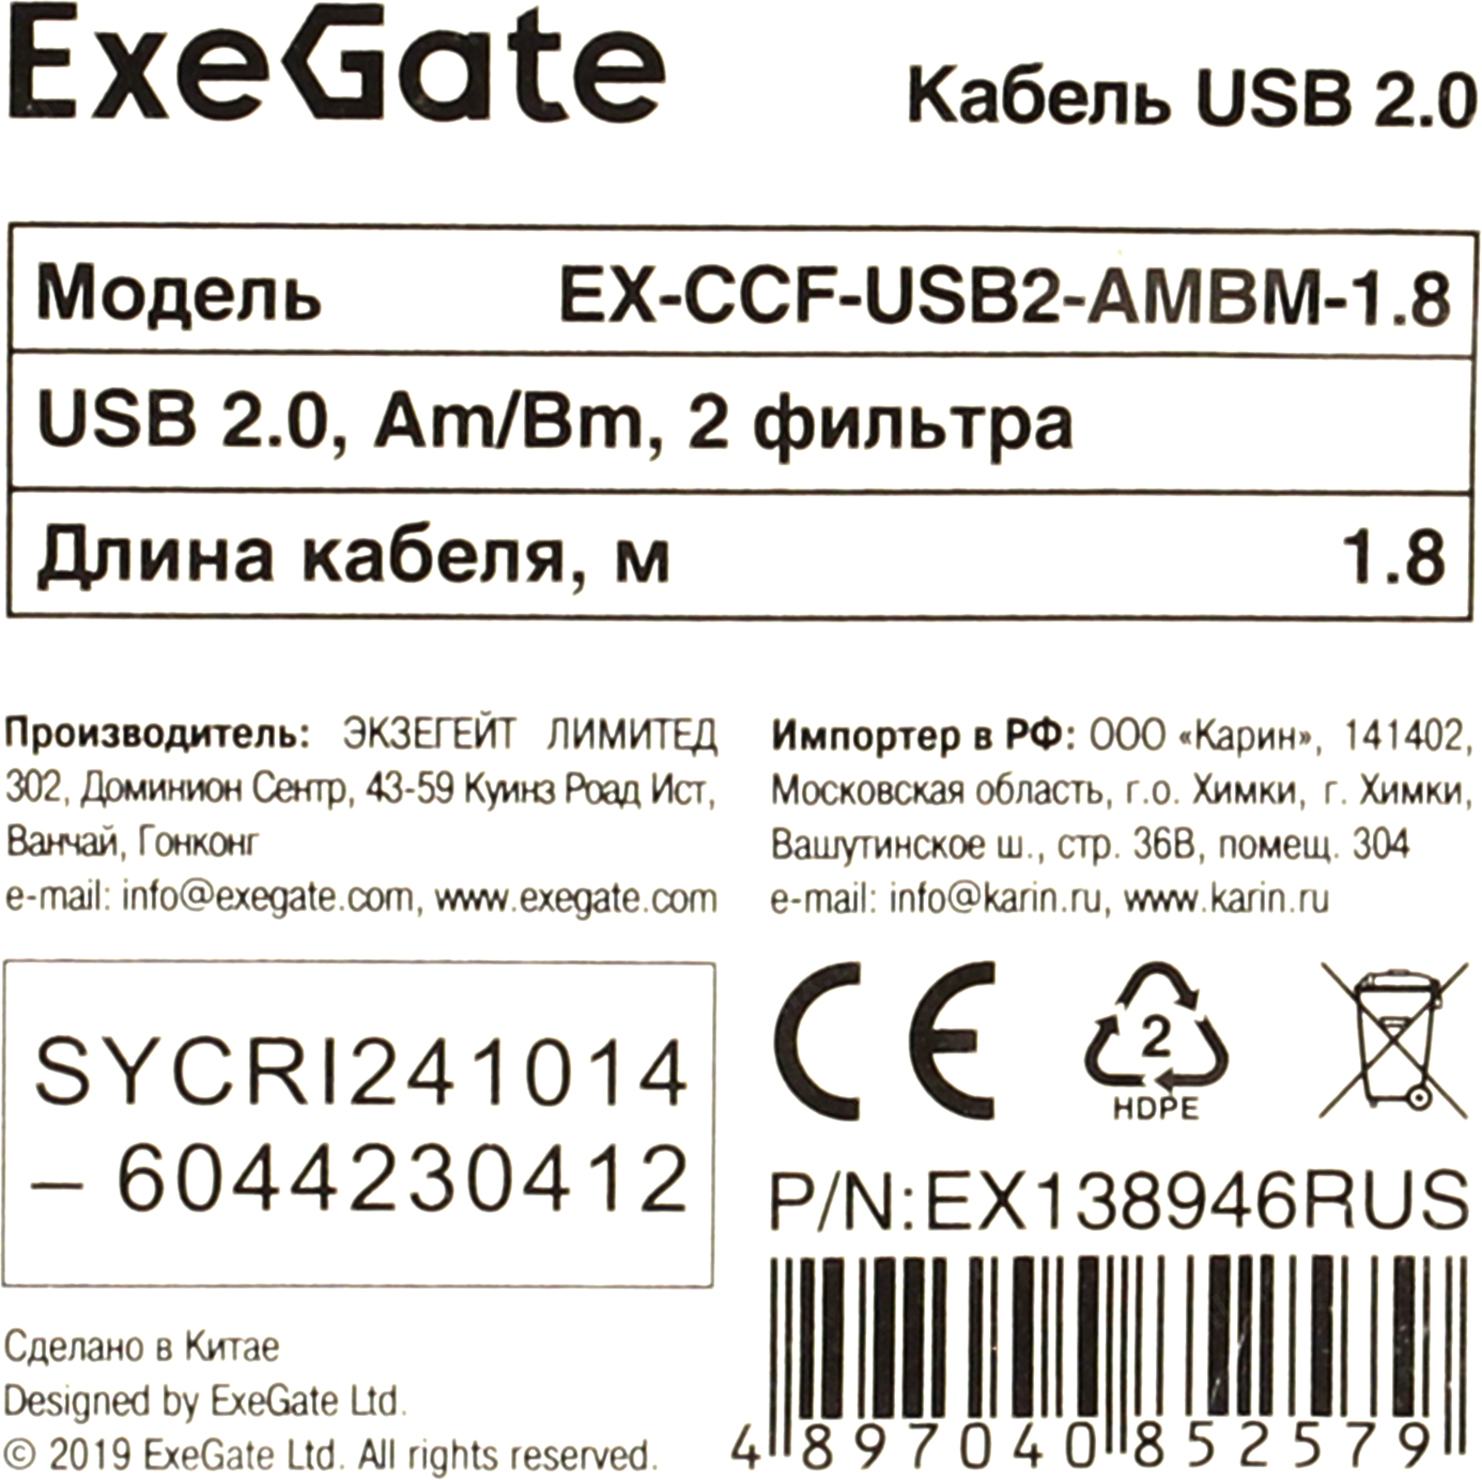 ExeGate
Кабель USB 2.0
Модель EX-CCF-USB2-AMBM-1.8
USB 2.0, Am/Bm, 2 фильтра
Длина кабеля, м 1.8
Производитель: ЭКЗЕГЕЙТ ЛИМИТЕД
302, Доминион Сентр, 43-59 Куинз Роад Ист,
Ванчай, Гонконг
e-mail: info@exegate.com, www.exegate.com
Импортер в РФ: ООО «Карин», 141402,
Московская область, г.о. Химки, г. Химки,
Вашутинское ш., стр. 36В, помещ. 304
e-mail: info@karin.ru, www.karin.ru
SYCRI241014
– 6044230412
CE
2
HDPE
P/N:EX138946RUS
4 897040 852579
Сделано в Китае
Designed by ExeGate Ltd.
© 2019 ExeGate Ltd. All rights reserved.